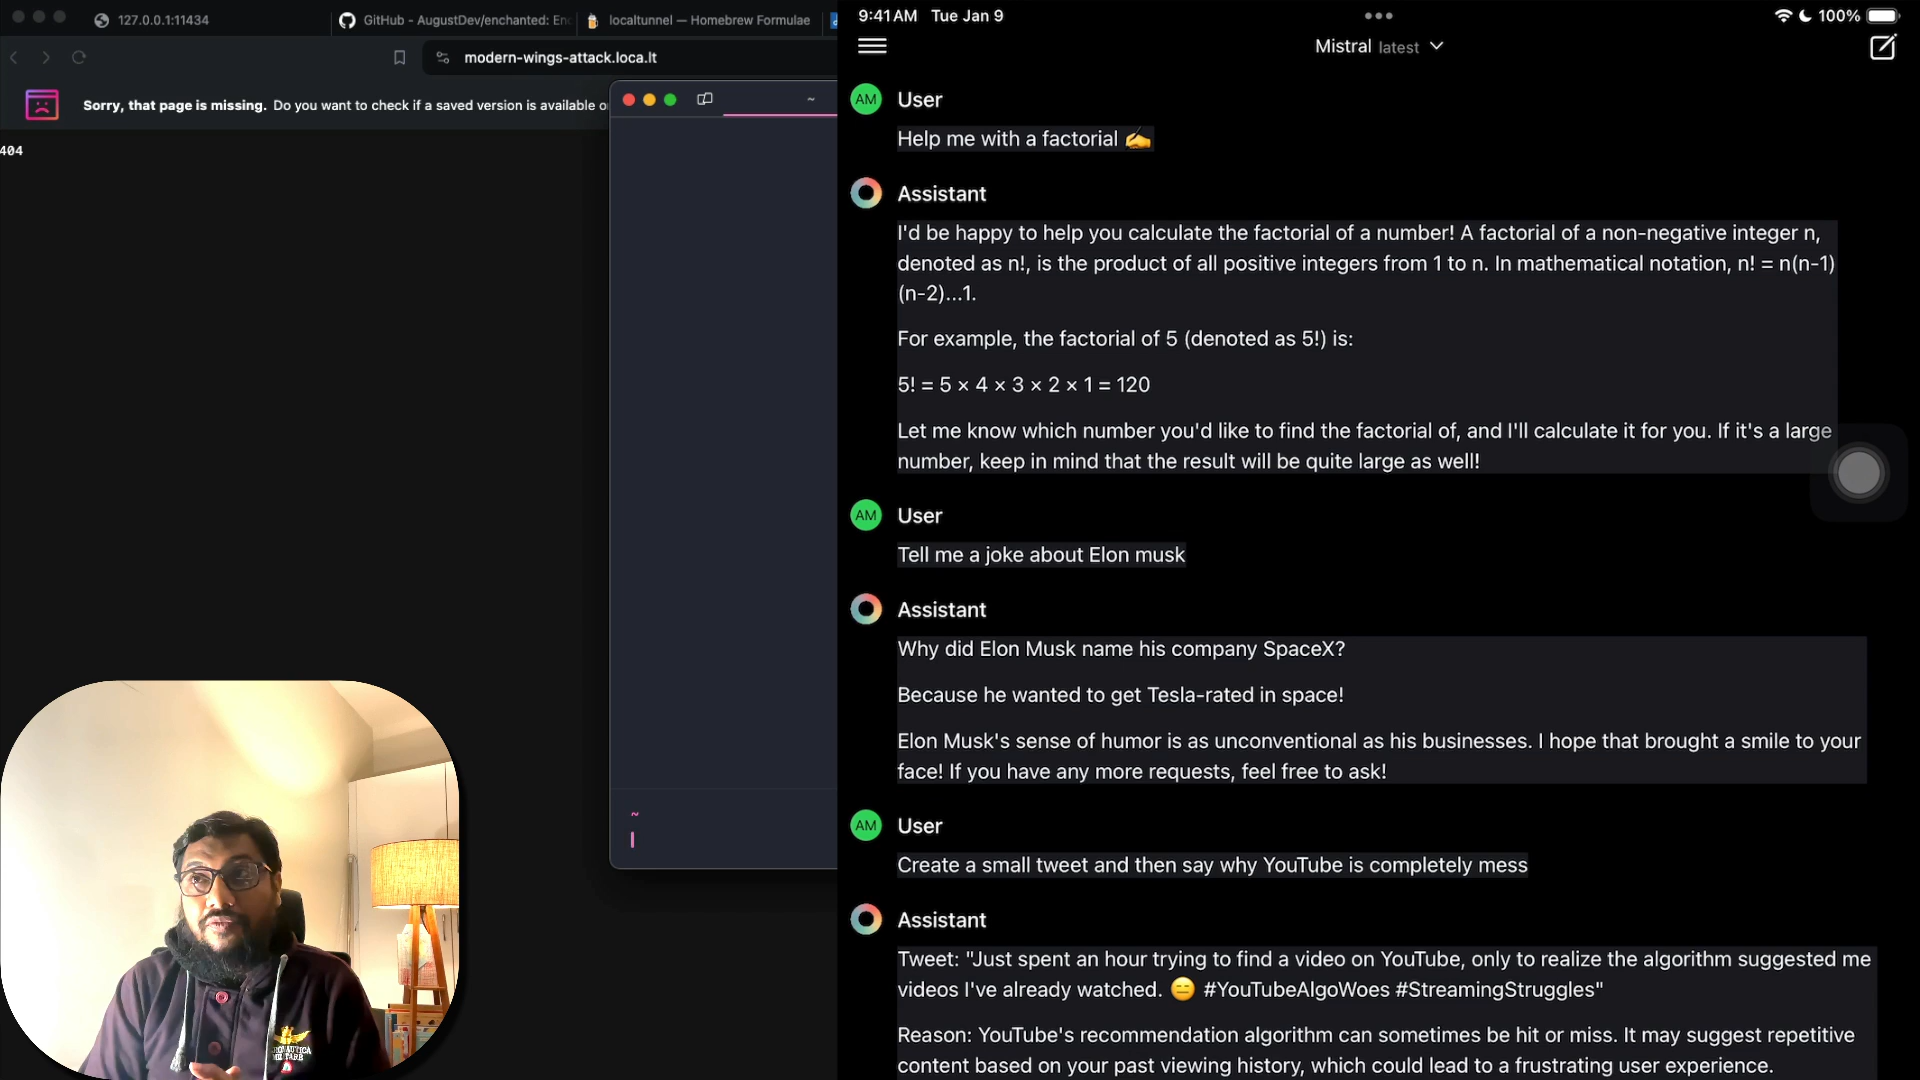 127.0.0.1:11434
GitHub - AugustDev/enchanted: Enc
localtunnel — Homebrew Formulae
modern-wings-attack.loca.lt
Sorry, that page is missing. Do you want to check if a saved version is available o
404
~
~
9:41 AM Tue Jan 9
100%
Mistral latest
AM
User
Help me with a factorial ✍️
Assistant
I'd be happy to help you calculate the factorial of a number! A factorial of a non-negative integer n,
denoted as n!, is the product of all positive integers from 1 to n. In mathematical notation, n! = n(n-1)
(n-2)...1.
For example, the factorial of 5 (denoted as 5!) is:
5! = 5 × 4 × 3 × 2 × 1 = 120
Let me know which number you'd like to find the factorial of, and I'll calculate it for you. If it's a large
number, keep in mind that the result will be quite large as well!
AM
User
Tell me a joke about Elon musk
Assistant
Why did Elon Musk name his company SpaceX?
Because he wanted to get Tesla-rated in space!
Elon Musk's sense of humor is as unconventional as his businesses. I hope that brought a smile to your
face! If you have any more requests, feel free to ask!
AM
User
Create a small tweet and then say why YouTube is completely mess
Assistant
Tweet: "Just spent an hour trying to find a video on YouTube, only to realize the algorithm suggested me
videos I've already watched. 😑 #YouTubeAlgoWoes #StreamingStruggles"
Reason: YouTube's recommendation algorithm can sometimes be hit or miss. It may suggest repetitive
content based on your past viewing history, which could lead to a frustrating user experience.